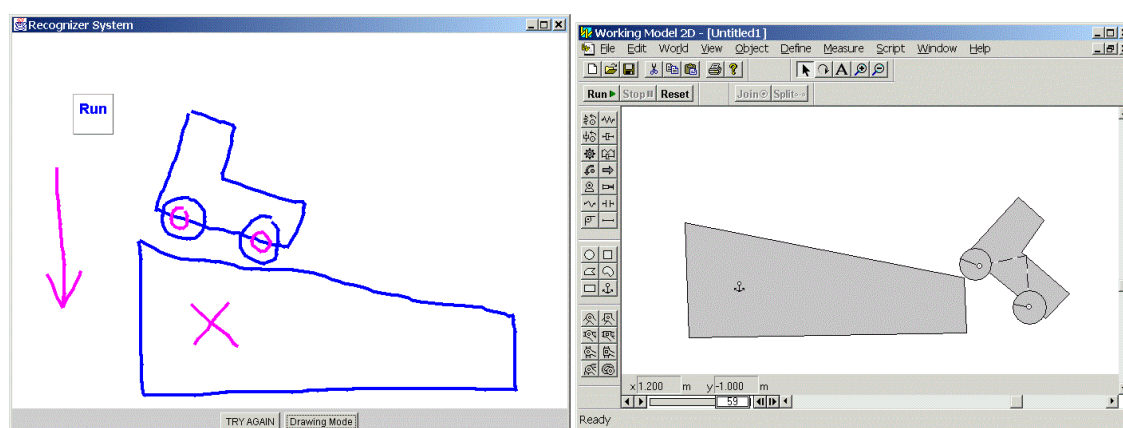 Recognizer System
Run
TRY AGAIN Drawing Mode
Working Model 2D - [Untitled1]
File Edit World View Object Define Measure Script Window Help
Run Stop Reset Join Split
x 1.200 m y -1.000 m
59
Ready